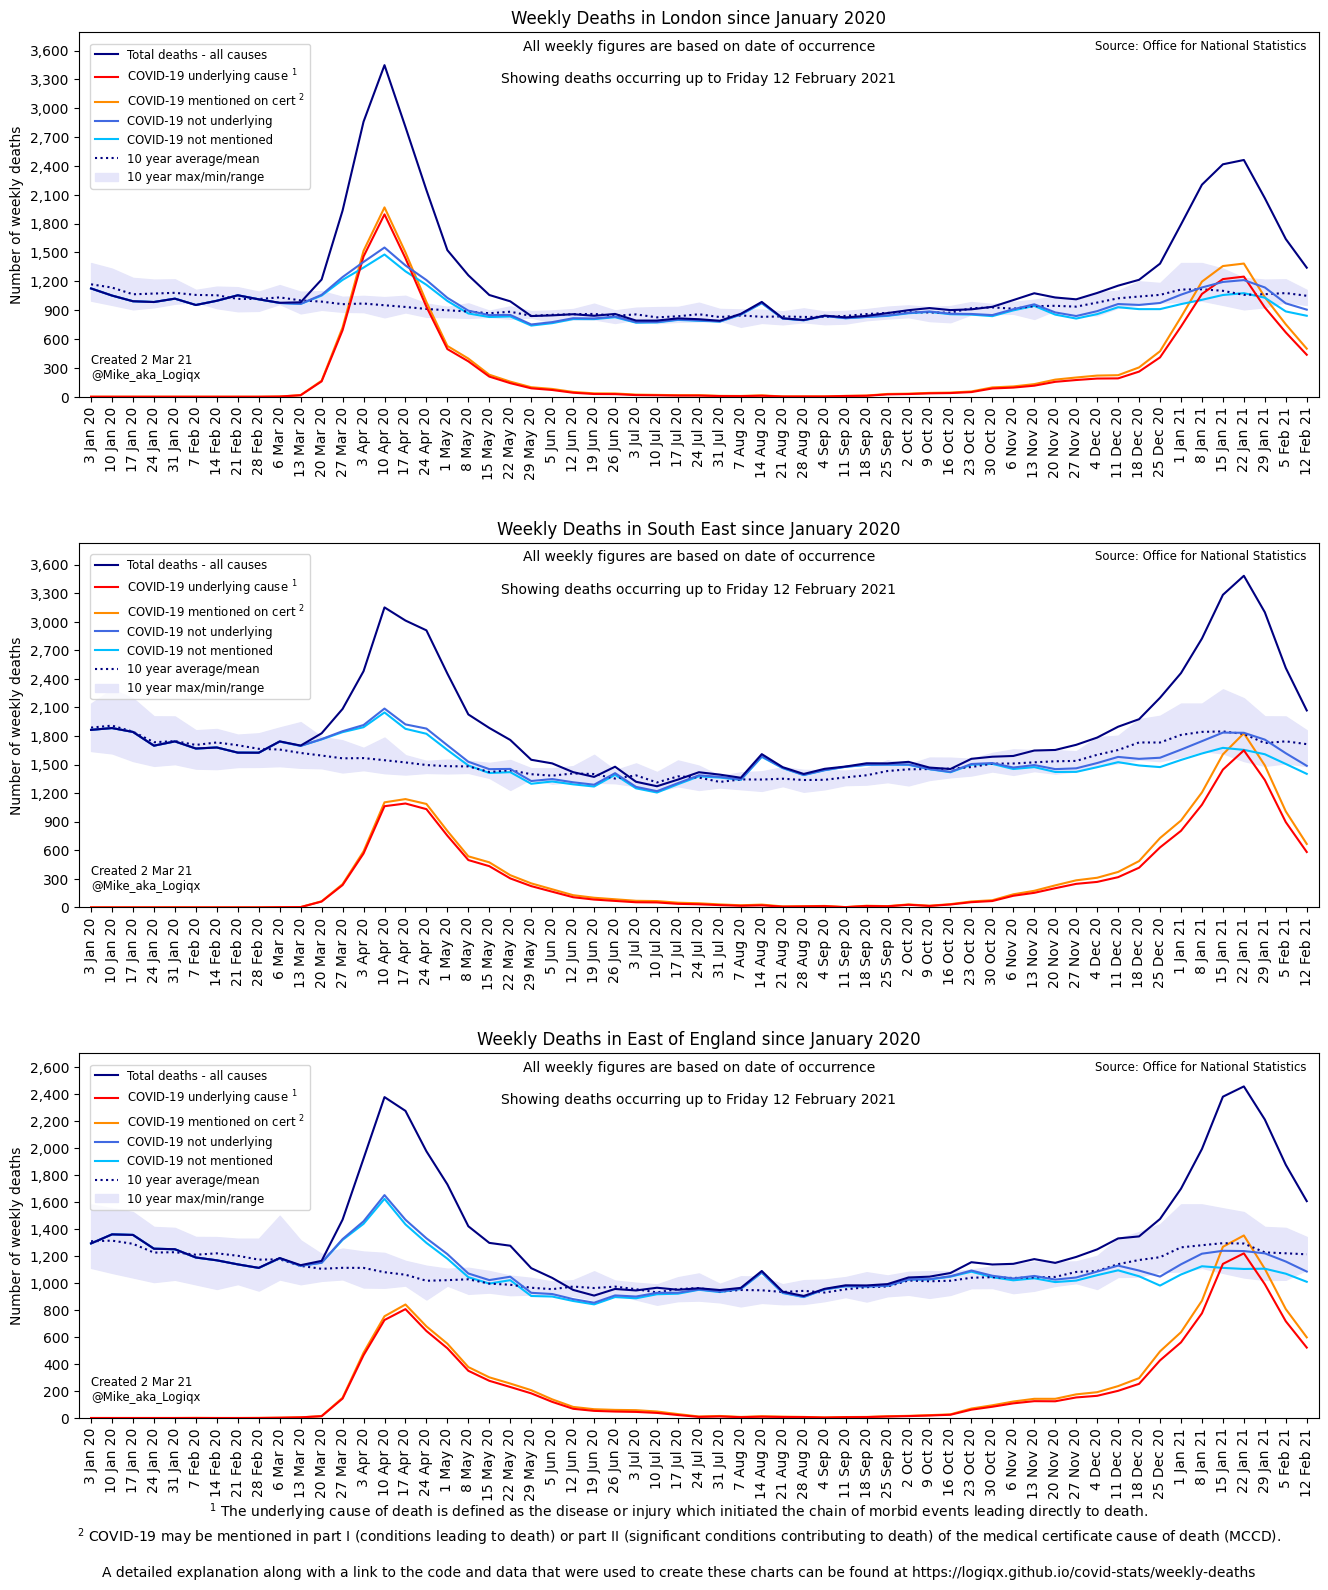 Weekly Deaths in London since January 2020
All weekly figures are based on date of occurrence
Showing deaths occurring up to Friday 12 February 2021
Source: Office for National Statistics
Total deaths - all causes
COVID-19 underlying cause 1
COVID-19 mentioned on cert 2
COVID-19 not underlying
COVID-19 not mentioned
10 year average/mean
10 year max/min/range
Number of weekly deaths
3,600
3,300
3,000
2,700
2,400
2,100
1,800
1,500
1,200
900
600
300
0
Created 2 Mar 21
@Mike_aka_Logiqx
3 Jan 20
10 Jan 20
17 Jan 20
24 Jan 20
31 Jan 20
7 Feb 20
14 Feb 20
21 Feb 20
28 Feb 20
6 Mar 20
13 Mar 20
20 Mar 20
27 Mar 20
3 Apr 20
10 Apr 20
17 Apr 20
24 Apr 20
1 May 20
8 May 20
15 May 20
22 May 20
29 May 20
5 Jun 20
12 Jun 20
19 Jun 20
26 Jun 20
3 Jul 20
10 Jul 20
17 Jul 20
24 Jul 20
31 Jul 20
7 Aug 20
14 Aug 20
21 Aug 20
28 Aug 20
4 Sep 20
11 Sep 20
18 Sep 20
25 Sep 20
2 Oct 20
9 Oct 20
16 Oct 20
23 Oct 20
30 Oct 20
6 Nov 20
13 Nov 20
20 Nov 20
27 Nov 20
4 Dec 20
11 Dec 20
18 Dec 20
25 Dec 20
1 Jan 21
8 Jan 21
15 Jan 21
22 Jan 21
29 Jan 21
5 Feb 21
12 Feb 21
Weekly Deaths in South East since January 2020
All weekly figures are based on date of occurrence
Showing deaths occurring up to Friday 12 February 2021
Source: Office for National Statistics
Total deaths - all causes
COVID-19 underlying cause 1
COVID-19 mentioned on cert 2
COVID-19 not underlying
COVID-19 not mentioned
10 year average/mean
10 year max/min/range
Number of weekly deaths
3,600
3,300
3,000
2,700
2,400
2,100
1,800
1,500
1,200
900
600
300
0
Created 2 Mar 21
@Mike_aka_Logiqx
3 Jan 20
10 Jan 20
17 Jan 20
24 Jan 20
31 Jan 20
7 Feb 20
14 Feb 20
21 Feb 20
28 Feb 20
6 Mar 20
13 Mar 20
20 Mar 20
27 Mar 20
3 Apr 20
10 Apr 20
17 Apr 20
24 Apr 20
1 May 20
8 May 20
15 May 20
22 May 20
29 May 20
5 Jun 20
12 Jun 20
19 Jun 20
26 Jun 20
3 Jul 20
10 Jul 20
17 Jul 20
24 Jul 20
31 Jul 20
7 Aug 20
14 Aug 20
21 Aug 20
28 Aug 20
4 Sep 20
11 Sep 20
18 Sep 20
25 Sep 20
2 Oct 20
9 Oct 20
16 Oct 20
23 Oct 20
30 Oct 20
6 Nov 20
13 Nov 20
20 Nov 20
27 Nov 20
4 Dec 20
11 Dec 20
18 Dec 20
25 Dec 20
1 Jan 21
8 Jan 21
15 Jan 21
22 Jan 21
29 Jan 21
5 Feb 21
12 Feb 21
Weekly Deaths in East of England since January 2020
All weekly figures are based on date of occurrence
Showing deaths occurring up to Friday 12 February 2021
Source: Office for National Statistics
Total deaths - all causes
COVID-19 underlying cause 1
COVID-19 mentioned on cert 2
COVID-19 not underlying
COVID-19 not mentioned
10 year average/mean
10 year max/min/range
Number of weekly deaths
2,600
2,400
2,200
2,000
1,800
1,600
1,400
1,200
1,000
800
600
400
200
0
Created 2 Mar 21
@Mike_aka_Logiqx
3 Jan 20
10 Jan 20
17 Jan 20
24 Jan 20
31 Jan 20
7 Feb 20
14 Feb 20
21 Feb 20
28 Feb 20
6 Mar 20
13 Mar 20
20 Mar 20
27 Mar 20
3 Apr 20
10 Apr 20
17 Apr 20
24 Apr 20
1 May 20
8 May 20
15 May 20
22 May 20
29 May 20
5 Jun 20
12 Jun 20
19 Jun 20
26 Jun 20
3 Jul 20
10 Jul 20
17 Jul 20
24 Jul 20
31 Jul 20
7 Aug 20
14 Aug 20
21 Aug 20
28 Aug 20
4 Sep 20
11 Sep 20
18 Sep 20
25 Sep 20
2 Oct 20
9 Oct 20
16 Oct 20
23 Oct 20
30 Oct 20
6 Nov 20
13 Nov 20
20 Nov 20
27 Nov 20
4 Dec 20
11 Dec 20
18 Dec 20
25 Dec 20
1 Jan 21
8 Jan 21
15 Jan 21
22 Jan 21
29 Jan 21
5 Feb 21
12 Feb 21
1 The underlying cause of death is defined as the disease or injury which initiated the chain of morbid events leading directly to death.
2 COVID-19 may be mentioned in part I (conditions leading to death) or part II (significant conditions contributing to death) of the medical certificate cause of death (MCCD).
A detailed explanation along with a link to the code and data that were used to create these charts can be found at https://logiqx.github.io/covid-stats/weekly-deaths